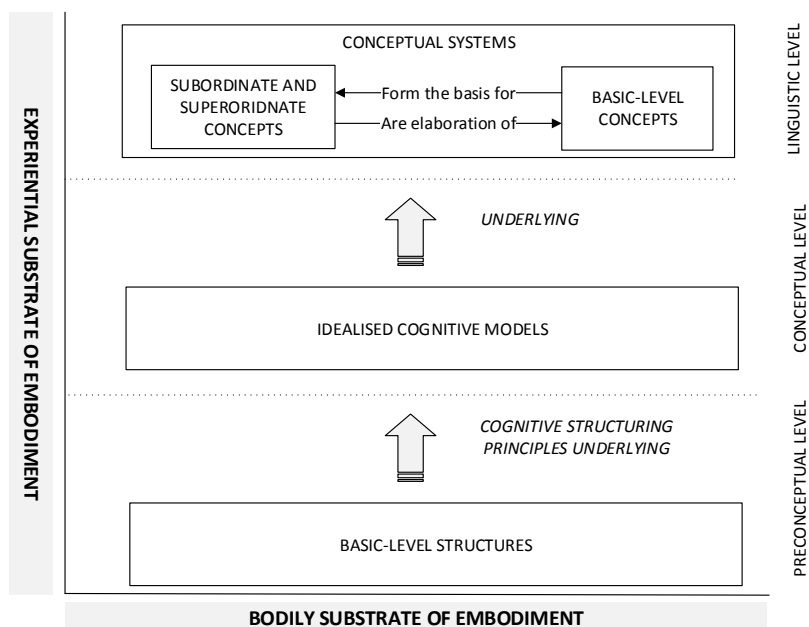 CONCEPTUAL SYSTEMS
SUBORDINATE AND
SUPERORIDNATE
CONCEPTS
Form the basis for
Are elaboration of
BASIC-LEVEL
CONCEPTS
LINGUISTIC LEVEL
UNDERLYING
IDEALISED COGNITIVE MODELS
CONCEPTUAL LEVEL
COGNITIVE STRUCTURING
PRINCIPLES UNDERLYING
BASIC-LEVEL STRUCTURES
PRECONCEPTUAL LEVEL
EXPERIENTIAL SUBSTRATE OF EMBODIMENT
BODILY SUBSTRATE OF EMBODIMENT